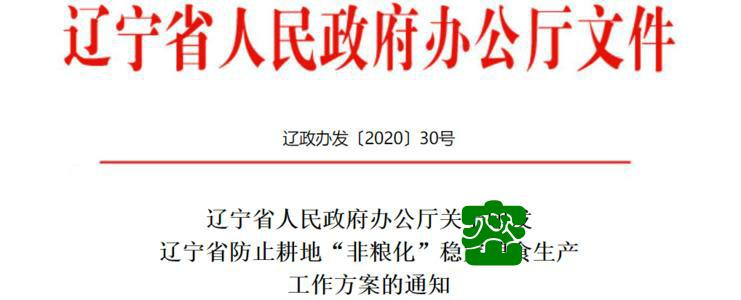 辽宁省人民政府办公厅文件
辽政办发〔2020〕30号
辽宁省人民政府办公厅关发
辽宁省防止耕地“非粮化”稳食生产
工作方案的通知